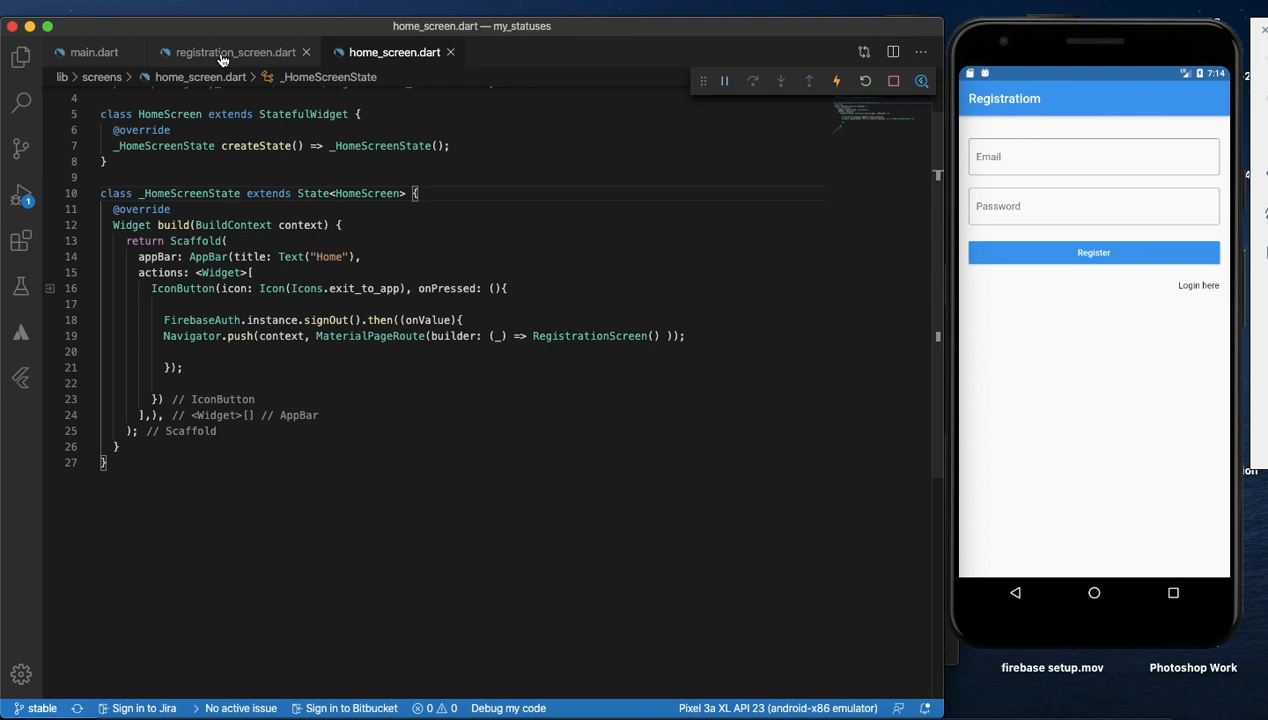 home_screen.dart — my_statuses
main.dart
registration_screen.dart
home_screen.dart
lib > screens > home_screen.dart > _HomeScreenState
4
5 class HomeScreen extends StatefulWidget {
6 @override
7 _HomeScreenState createState() => _HomeScreenState();
8 }
9
10 class _HomeScreenState extends State<HomeScreen> {
11 @override
12 Widget build(BuildContext context) {
13 return Scaffold(
14 appBar: AppBar(title: Text("Home"),
15 actions: <Widget>[
16 IconButton(icon: Icon(Icons.exit_to_app), onPressed: (){
17
18 FirebaseAuth.instance.signOut().then((onValue){
19 Navigator.push(context, MaterialPageRoute(builder: (_) => RegistrationScreen() ));
20
21 });
22
23 }) // IconButton
24 ],), // <Widget>[] // AppBar
25 ); // Scaffold
26 }
27 }
1
7:14
Registratiom
Email
Password
Register
Login here
firebase setup.mov
Photoshop Work
stable
Sign in to Jira
No active issue
Sign in to Bitbucket
0 0
Debug my code
Pixel 3a XL API 23 (android-x86 emulator)